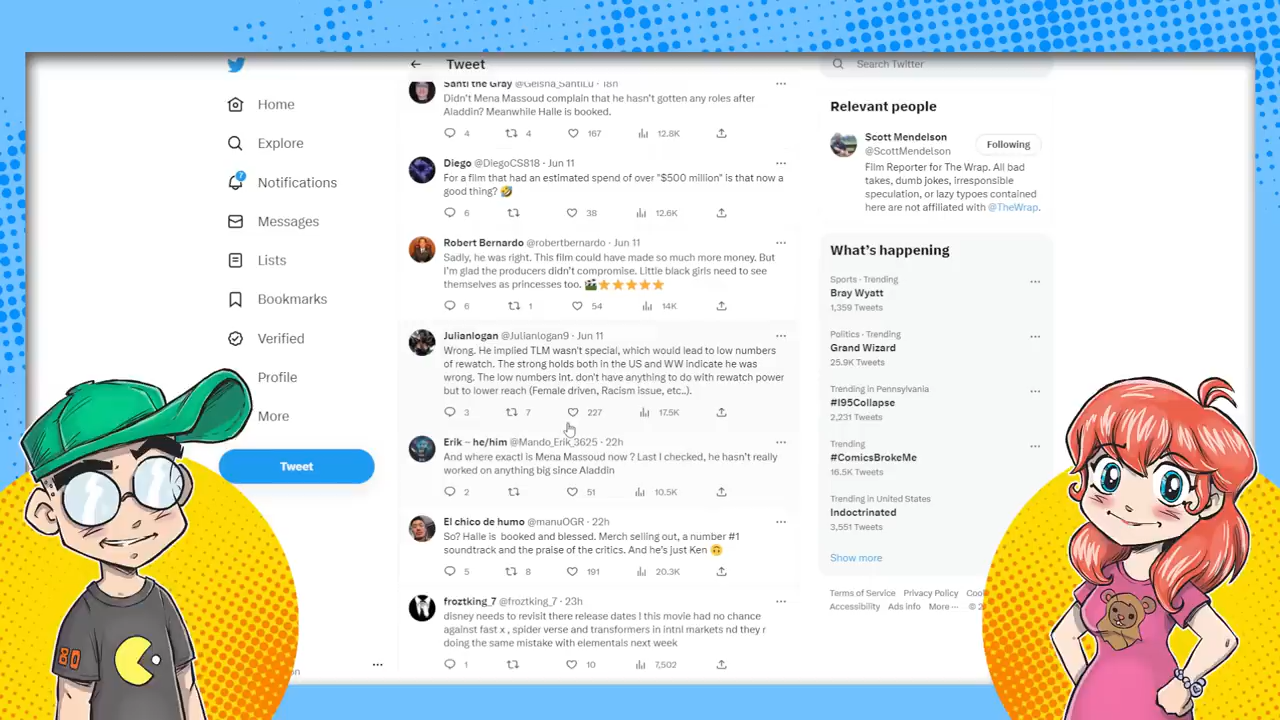 Tweet
Search Twitter
Home
Explore
Notifications
7
Messages
Lists
Bookmarks
Verified
Profile
More
Tweet
Santi the Gray @Geisha_SantiLu · 18h
Didn't Mena Massoud complain that he hasn't gotten any roles after
Aladdin? Meanwhile Halle is booked.
4 4 167 12.8K
Diego @DiegoCS818 · Jun 11
For a film that had an estimated spend of over "$500 million" is that now a
good thing? 🤣
6 38 12.6K
Robert Bernardo @robertbernardo · Jun 11
Sadly, he was right. This film could have made so much more money. But
I'm glad the producers didn't compromise. Little black girls need to see
themselves as princesses too. 🎬⭐⭐⭐⭐⭐
6 1 54 14K
Julianlogan @Julianlogan9 · Jun 11
Wrong. He implied TLM wasn't special, which would lead to low numbers
of rewatch. The strong holds both in the US and WW indicate he was
wrong. The low numbers int. don't have anything to do with rewatch power
but to lower reach (Female driven, Racism issue, etc..).
3 7 227 17.5K
Erik – he/him @Mando_Erik_3625 · 22h
And where exactl is Mena Massoud now ? Last I checked, he hasn't really
worked on anything big since Aladdin
2 51 10.5K
El chico de humo @manuOGR · 22h
So? Halle is booked and blessed. Merch selling out, a number #1
soundtrack and the praise of the critics. And he's just Ken 🙃
5 8 191 20.3K
froztking_7 @froztking_7 · 23h
disney needs to revisit there release dates ! this movie had no chance
against fast x , spider verse and transformers in intnl markets nd they r
doing the same mistake with elementals next week
1 10 7,502
Relevant people
Scott Mendelson
@ScottMendelson
Following
Film Reporter for The Wrap. All bad
takes, dumb jokes, irresponsible
speculation, or lazy typoes contained
here are not affiliated with @TheWrap.
What's happening
Sports · Trending
Bray Wyatt
1,359 Tweets
Politics · Trending
Grand Wizard
25.9K Tweets
Trending in Pennsylvania
#I95Collapse
2,231 Tweets
Trending
#ComicsBrokeMe
16.5K Tweets
Trending in United States
Indoctrinated
3,551 Tweets
Show more
Terms of Service Privacy Policy
Accessibility Ads info More ···
80